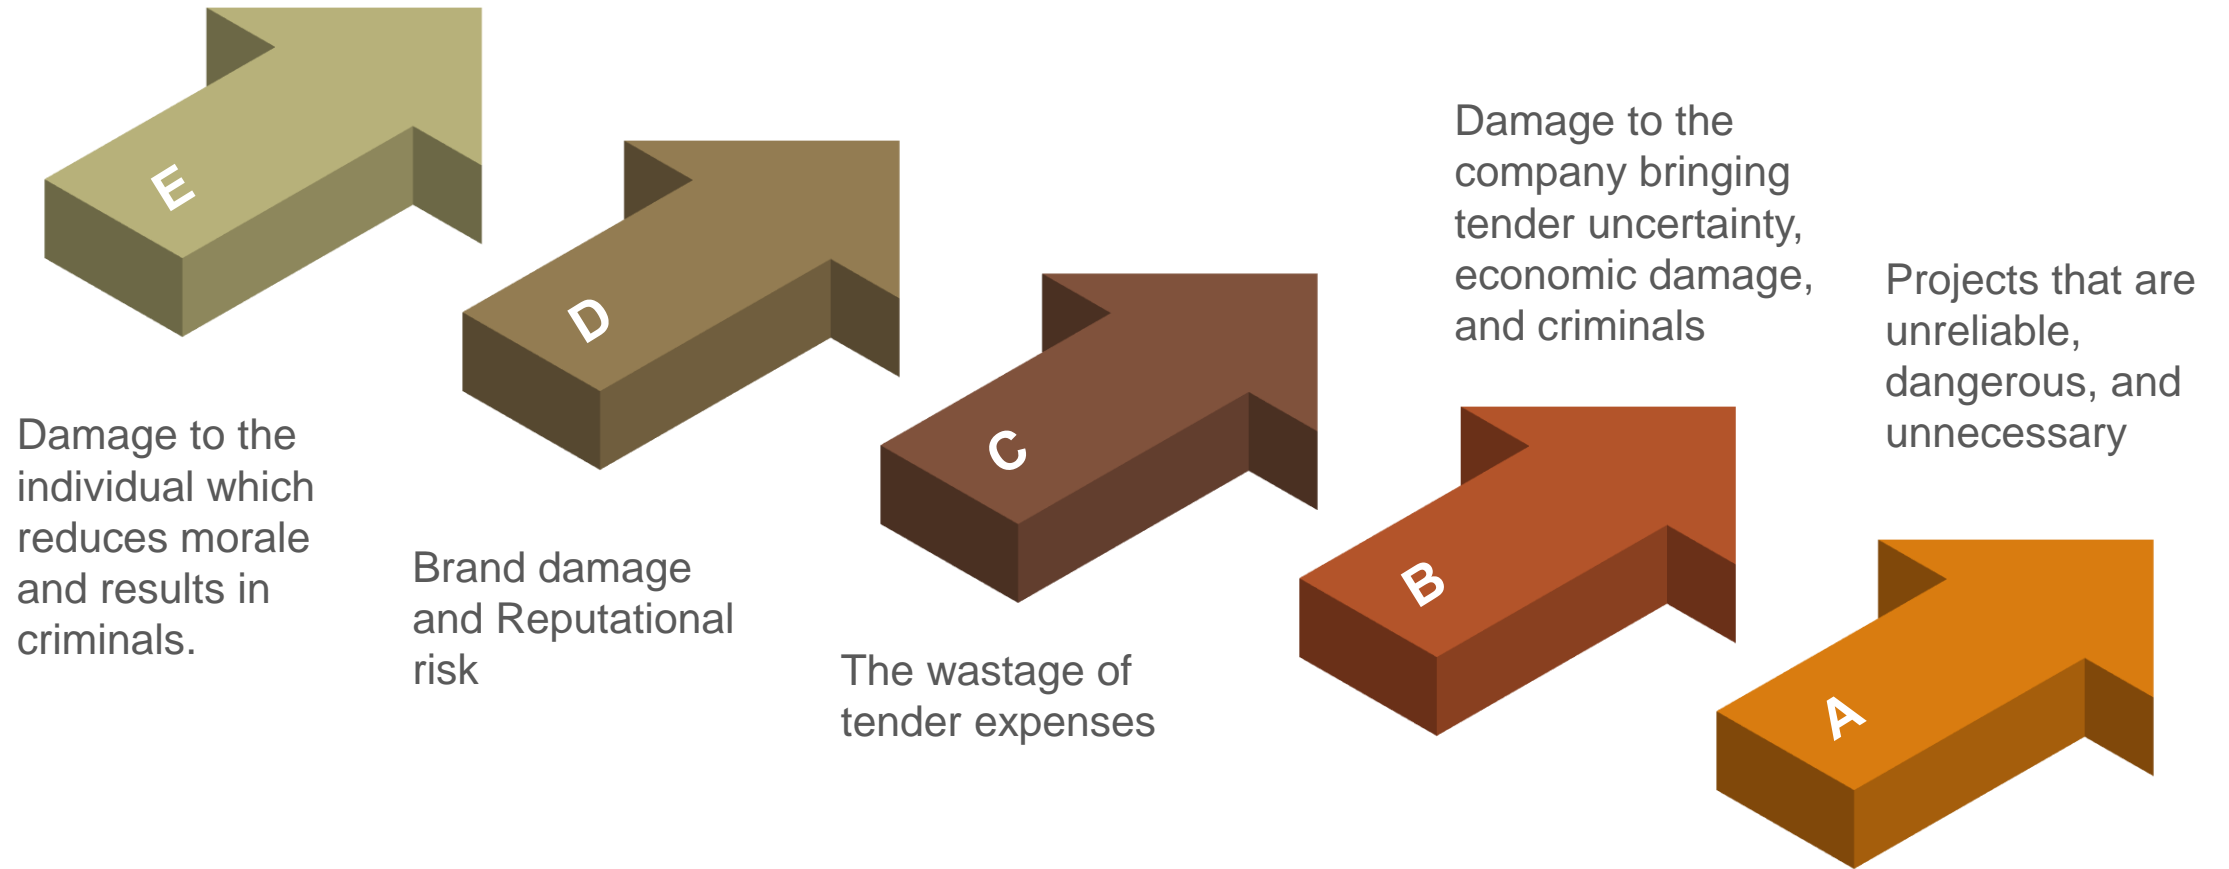 E
Damage to the
individual which
reduces morale
and results in
criminals.
D
Brand damage
and Reputational
risk
C
The wastage of
tender expenses
Damage to the
company bringing
tender uncertainty,
economic damage,
and criminals
B
Projects that are
unreliable,
dangerous, and
unnecessary
A